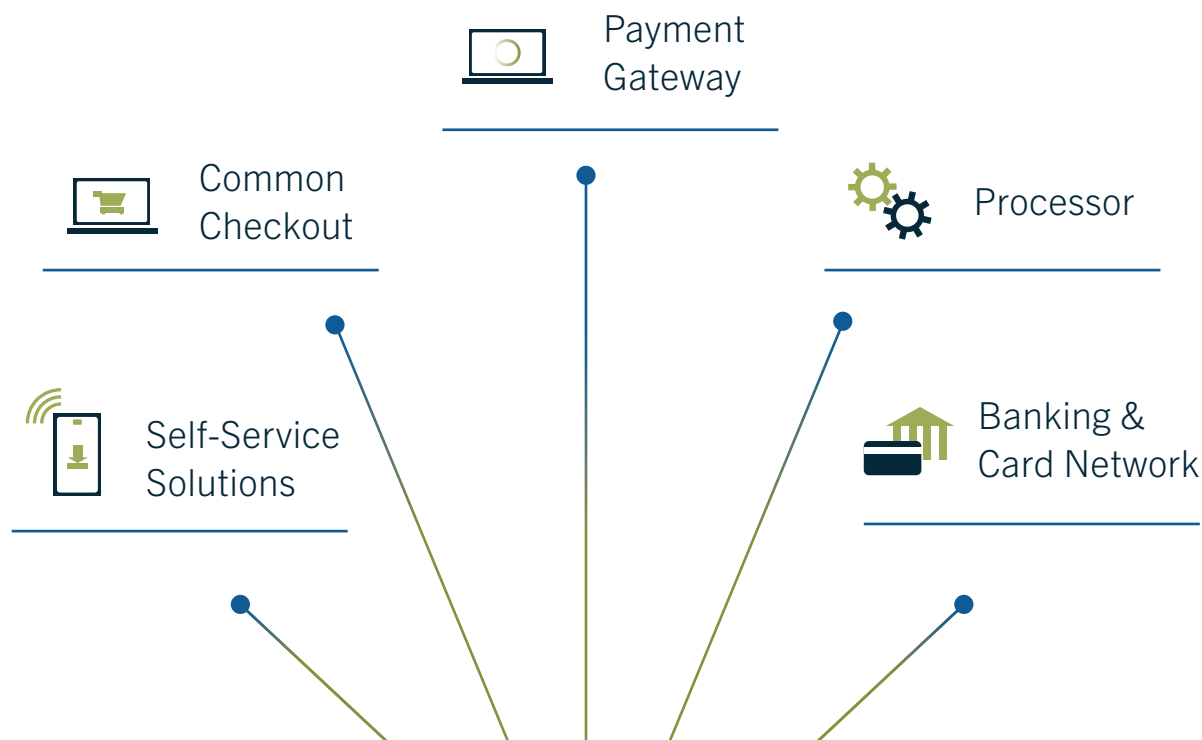 Payment
Gateway
Common
Checkout
Processor
Self-Service
Solutions
Banking &
Card Network